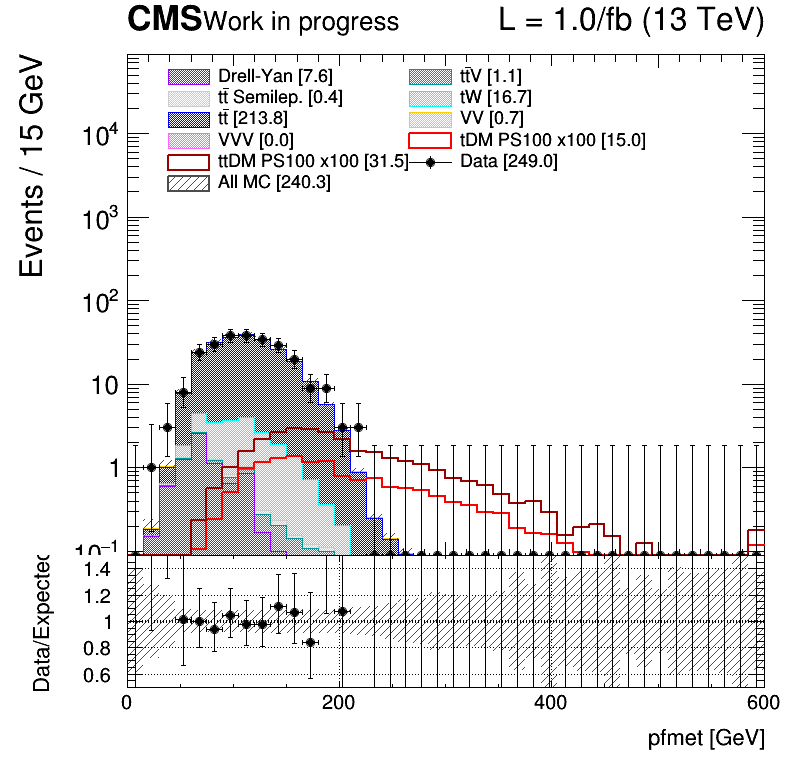 CMS Work in progress L = 1.0/fb (13 TeV)
Events / 15 GeV
Drell-Yan [7.6] tt̄V [1.1]
tt̄ Semilep. [0.4] tW [16.7]
tt̄ [213.8] VV [0.7]
VVV [0.0] tDM PS100 x100 [15.0]
ttDM PS100 x100 [31.5] Data [249.0]
All MC [240.3]
10⁴
10³
10²
10
1
10⁻¹
Data/Expected
1.4
1.2
1
0.8
0.6
0 200 400 600
pfmet [GeV]